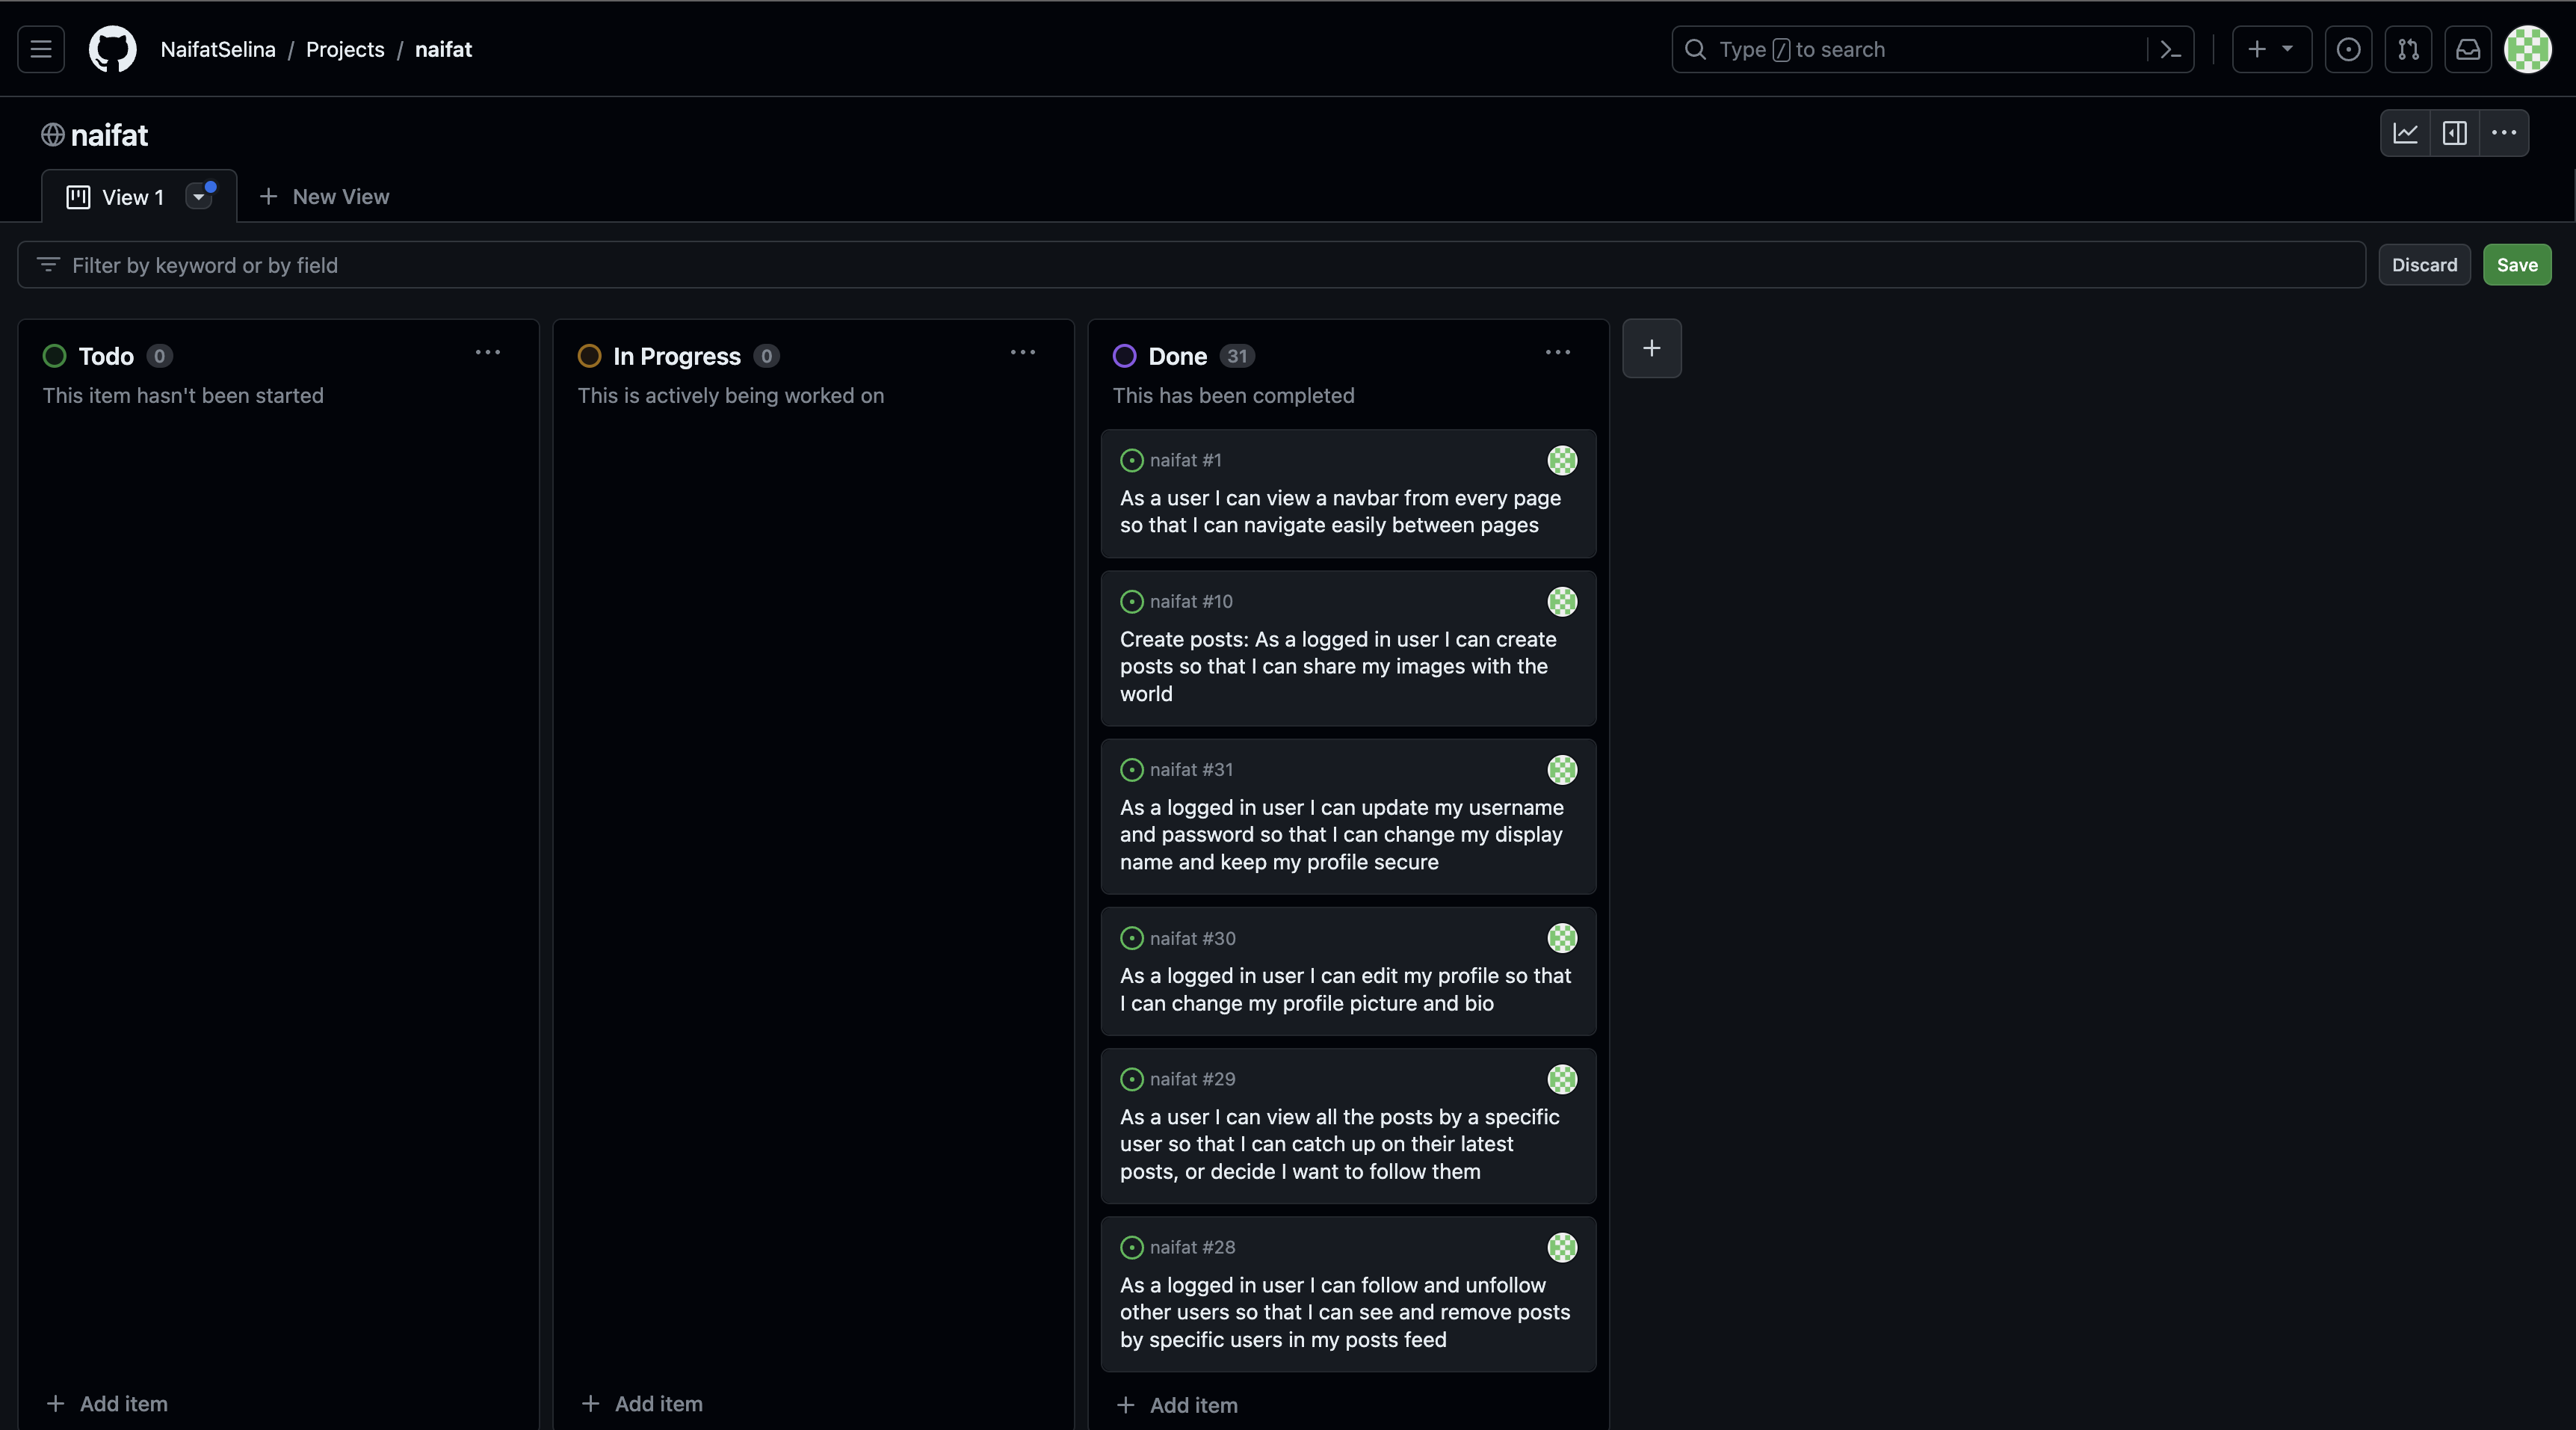 NaifatSelina / Projects / naifat
Type / to search
naifat
View 1
New View
Filter by keyword or by field
Discard
Save
Todo 0
This item hasn't been started
Add item
In Progress 0
This is actively being worked on
Add item
Done 31
This has been completed
naifat #1
As a user I can view a navbar from every page
so that I can navigate easily between pages
naifat #10
Create posts: As a logged in user I can create
posts so that I can share my images with the
world
naifat #31
As a logged in user I can update my username
and password so that I can change my display
name and keep my profile secure
naifat #30
As a logged in user I can edit my profile so that
I can change my profile picture and bio
naifat #29
As a user I can view all the posts by a specific
user so that I can catch up on their latest
posts, or decide I want to follow them
naifat #28
As a logged in user I can follow and unfollow
other users so that I can see and remove posts
by specific users in my posts feed
Add item